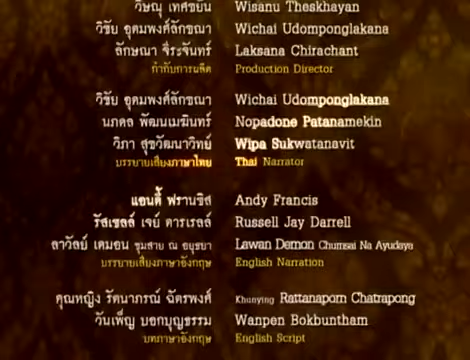 วิษณุ เทศขยัน Wisanu Theskhayan
วิชัย อุดมพงศ์ลักขณา Wichai Udomponglakana
ลักษณา จีระจันทร์ Laksana Chirachant
กำกับการผลิต Production Director
วิชัย อุดมพงศ์ลักขณา Wichai Udomponglakana
นภดล พัฒนเมฆินทร์ Nopadone Patanamekin
วิภา สุขวัฒนาวิทย์ Wipa Sukwatanavit
บรรยายเสียงภาษาไทย Thai Narrator
แอนดี้ ฟรานซิส Andy Francis
รัสเซลล์ เจย์ ดาร์เรลล์ Russell Jay Darrell
ลาวัลย์ เดมอน ชุมสาย ณ อยุธยา Lawan Demon Chumsai Na Ayudaya
บรรยายเสียงภาษาอังกฤษ English Narration
คุณหญิง รัตนาภรณ์ ฉัตรพงศ์ Khunying Rattanaporn Chatrapong
วันเพ็ญ บอกบุญธรรม Wanpen Bokbuntham
บทภาษาอังกฤษ English Script